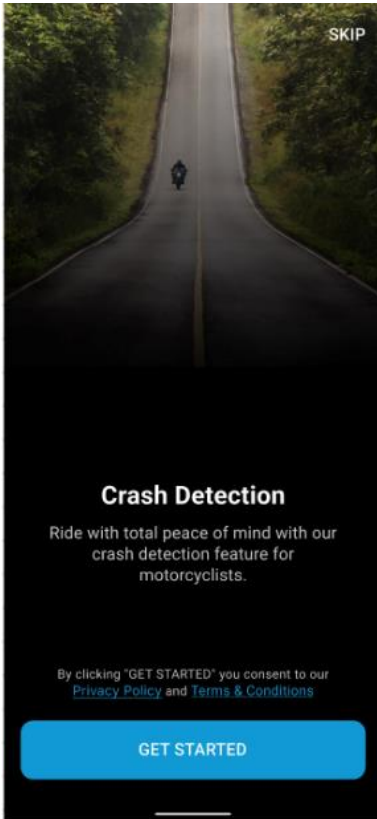 SKIP
Crash Detection
Ride with total peace of mind with our
crash detection feature for
motorcyclists.
By clicking "GET STARTED" you consent to our
Privacy Policy and Terms & Conditions
GET STARTED